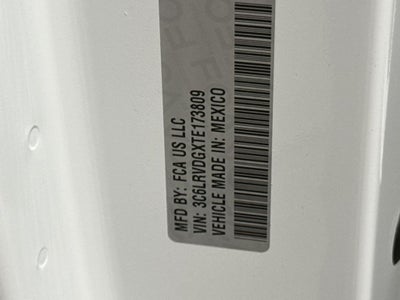 MFD BY: FCA US LLC
VIN: 3C6LRVDGXTE173809
VEHICLE MADE IN: MEXICO